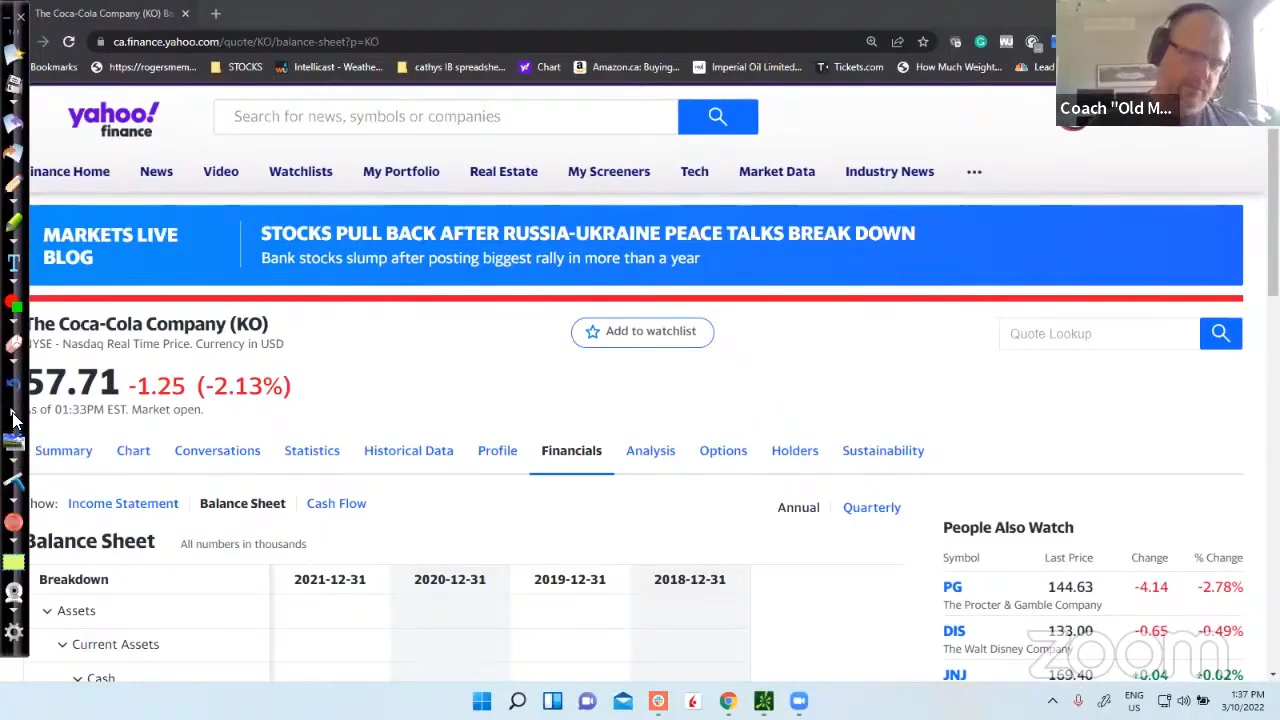 The Coca-Cola Company (KO) Ba
ca.finance.yahoo.com/quote/KO/balance-sheet?p=KO
Bookmarks https://rogersmem... STOCKS Intellicast - Weathe... cathys IB spreadshe... Chart Amazon.ca: Buying... Imperial Oil Limited... Tickets.com How Much Weight... Lead
Coach "Old M...
yahoo!
finance
Search for news, symbols or companies
inance Home News Video Watchlists My Portfolio Real Estate My Screeners Tech Market Data Industry News ...
MARKETS LIVE
BLOG
STOCKS PULL BACK AFTER RUSSIA-UKRAINE PEACE TALKS BREAK DOWN
Bank stocks slump after posting biggest rally in more than a year
The Coca-Cola Company (KO)
NYSE - Nasdaq Real Time Price. Currency in USD
Add to watchlist
Quote Lookup
57.71 -1.25 (-2.13%)
As of 01:33PM EST. Market open.
Summary Chart Conversations Statistics Historical Data Profile Financials Analysis Options Holders Sustainability
how: Income Statement Balance Sheet Cash Flow
Annual Quarterly
Balance Sheet All numbers in thousands
Breakdown 2021-12-31 2020-12-31 2019-12-31 2018-12-31
Assets
Current Assets
Cash
People Also Watch
Symbol Last Price Change % Change
PG 144.63 -4.14 -2.78%
The Procter & Gamble Company
DIS 133.00 -0.65 -0.49%
The Walt Disney Company
JNJ 169.40 +0.04 +0.02%
zoom
ENG
US
1:37 PM
3/10/2022